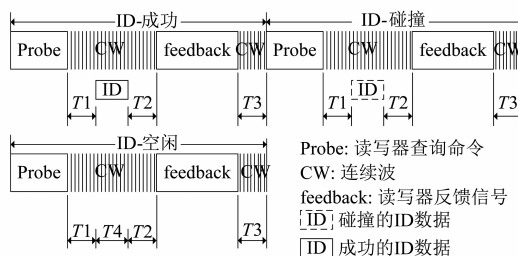 ID-成功 ID-碰撞
Probe CW feedback CW Probe CW feedback CW
ID ID
T1 T2 T3 T1 T2 T3
ID-空闲
Probe CW feedback CW
T1 T4 T2 T3
Probe: 读写器查询命令
CW: 连续波
feedback: 读写器反馈信号
ID 碰撞的ID数据
ID 成功的ID数据